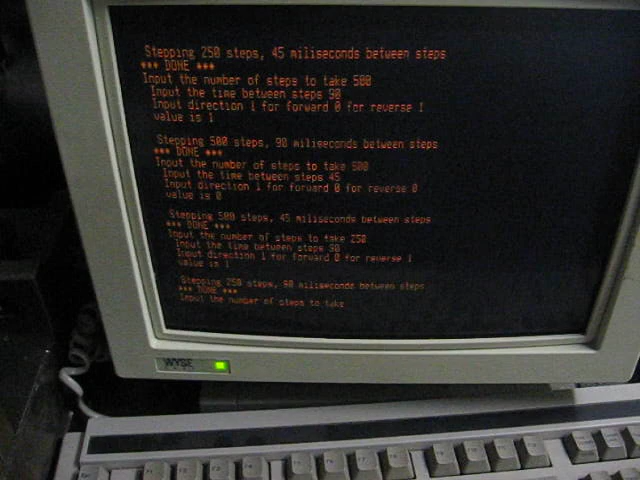 Stepping 250 steps, 45 miliseconds between steps
*** DONE ***
Input the number of steps to take 500
Input the time between steps 90
Input direction 1 for forward 0 for reverse 1
value is 1
Stepping 500 steps, 90 miliseconds between steps
*** DONE ***
Input the number of steps to take 500
Input the time between steps 45
Input direction 1 for forward 0 for reverse 0
value is 0
Stepping 500 steps, 45 miliseconds between steps
*** DONE ***
Input the number of steps to take 250
Input the time between steps 90
Input direction 1 for forward 0 for reverse 1
value is 1
Stepping 250 steps, 90 miliseconds between steps
*** DONE ***
Input the number of steps to take
WYSE